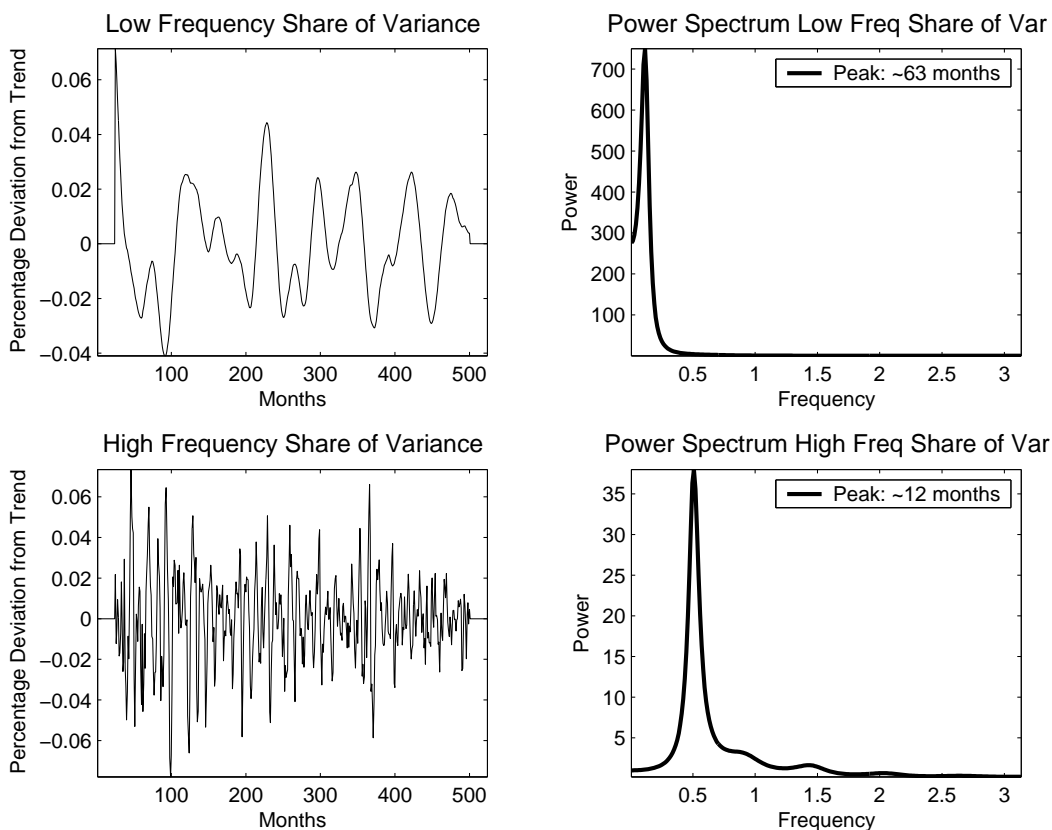 Low Frequency Share of Variance
Percentage Deviation from Trend
0.06
0.04
0.02
0
−0.02
−0.04
100 200 300 400 500
Months
Power Spectrum Low Freq Share of Var
Peak: ~63 months
Power
700
600
500
400
300
200
100
0.5 1 1.5 2 2.5 3
Frequency
High Frequency Share of Variance
Percentage Deviation from Trend
0.06
0.04
0.02
0
−0.02
−0.04
−0.06
100 200 300 400 500
Months
Power Spectrum High Freq Share of Var
Peak: ~12 months
Power
35
30
25
20
15
10
5
0.5 1 1.5 2 2.5 3
Frequency